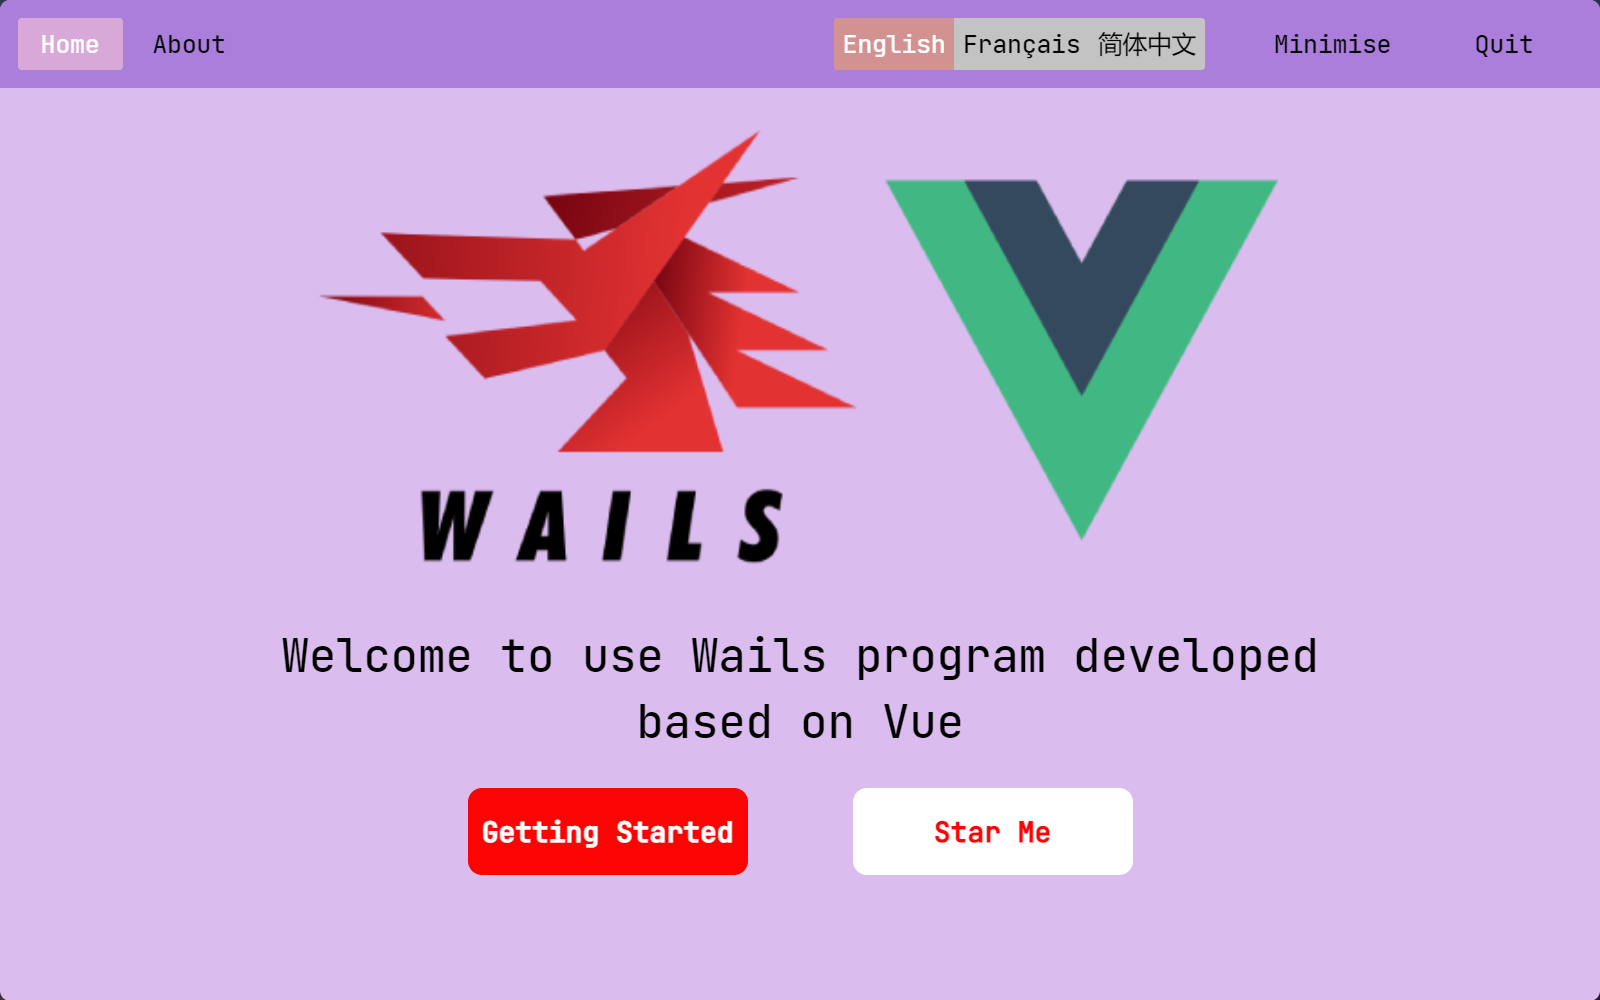 Home About English Français 简体中文 Minimise Quit
WAILS
Welcome to use Wails program developed
based on Vue
Getting Started Star Me